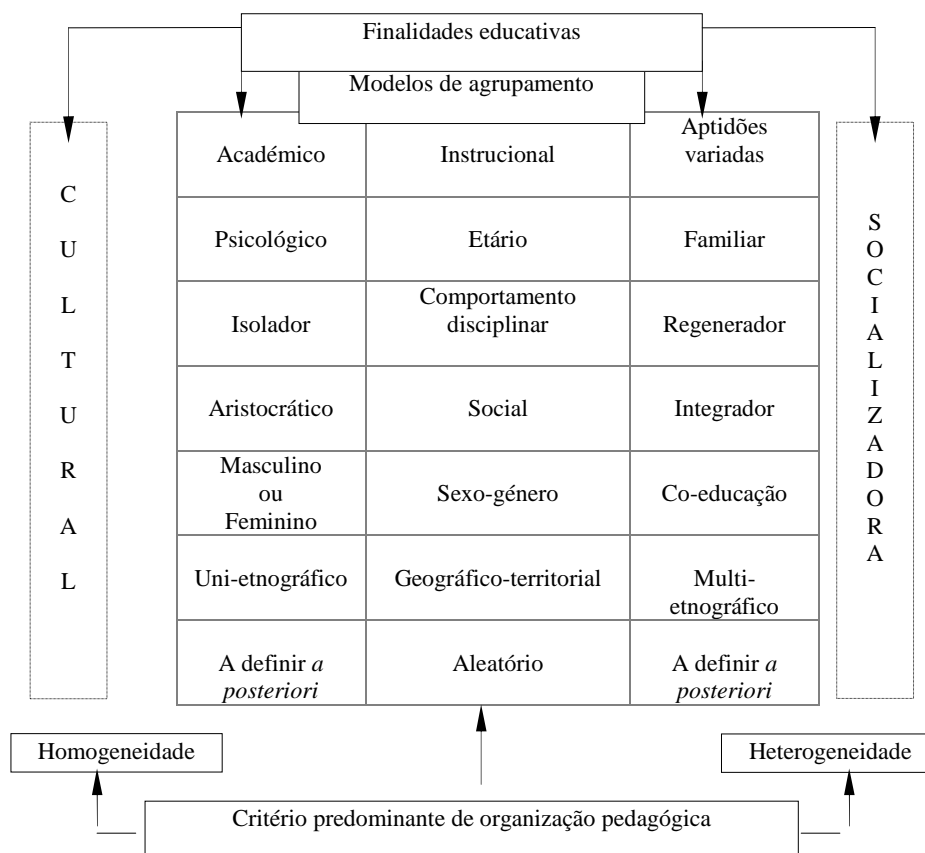 Finalidades educativas
Modelos de agrupamento
CULTURAL
Académico
Instrucional
Aptidões
variadas
Psicológico
Etário
Familiar
Isolador
Comportamento
disciplinar
Regenerador
Aristocrático
Social
Integrador
Masculino
ou
Feminino
Sexo-género
Co-educação
Uni-etnográfico
Geográfico-territorial
Multi-
etnográfico
A definir a
posteriori
Aleatório
A definir a
posteriori
SOCIALIZADORA
Homogeneidade
Heterogeneidade
Critério predominante de organização pedagógica